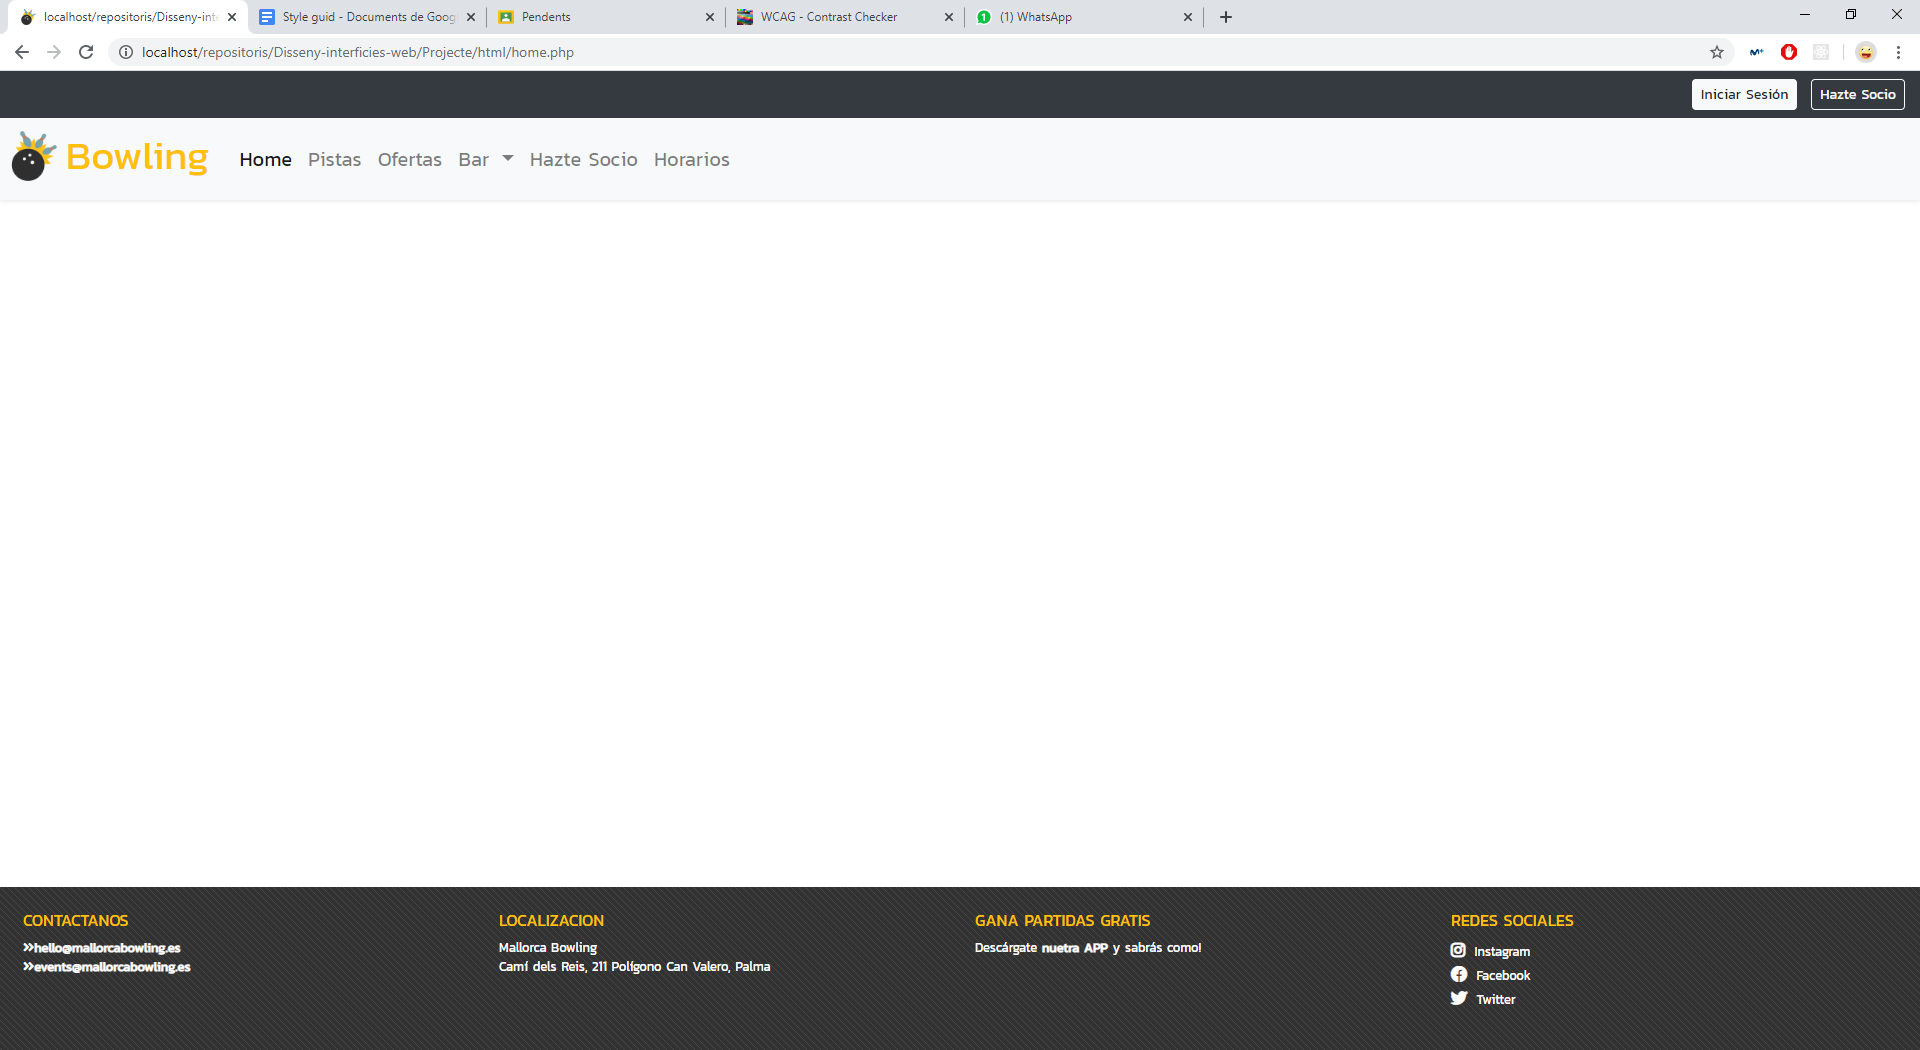 localhost/repositoris/Disseny-inte
Style guid - Documents de Goog
Pendents
WCAG - Contrast Checker
1
(1) WhatsApp
localhost/repositoris/Disseny-interficies-web/Projecte/html/home.php
M+
Iniciar Sesión
Hazte Socio
Bowling
Home Pistas Ofertas Bar Hazte Socio Horarios
CONTACTANOS
»hello@mallorcabowling.es
»events@mallorcabowling.es
LOCALIZACION
Mallorca Bowling
Camí dels Reis, 211 Polígono Can Valero, Palma
GANA PARTIDAS GRATIS
Descárgate nuetra APP y sabrás como!
REDES SOCIALES
Instagram
Facebook
Twitter